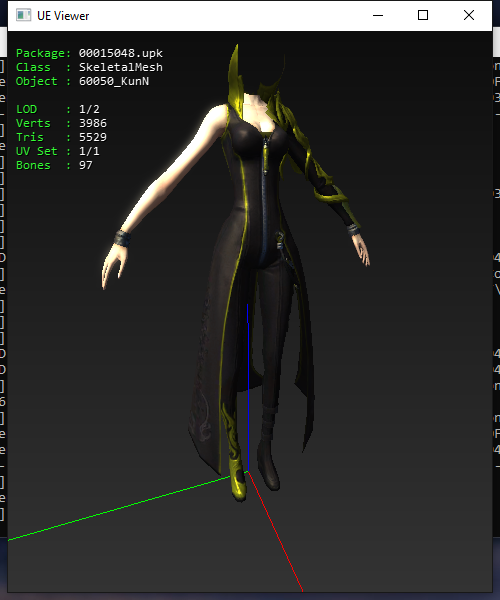 UE Viewer
Package: 00015048.upk
Class : SkeletalMesh
Object : 60050_KunN
LOD : 1/2
Verts : 3986
Tris : 5529
UV Set : 1/1
Bones : 97